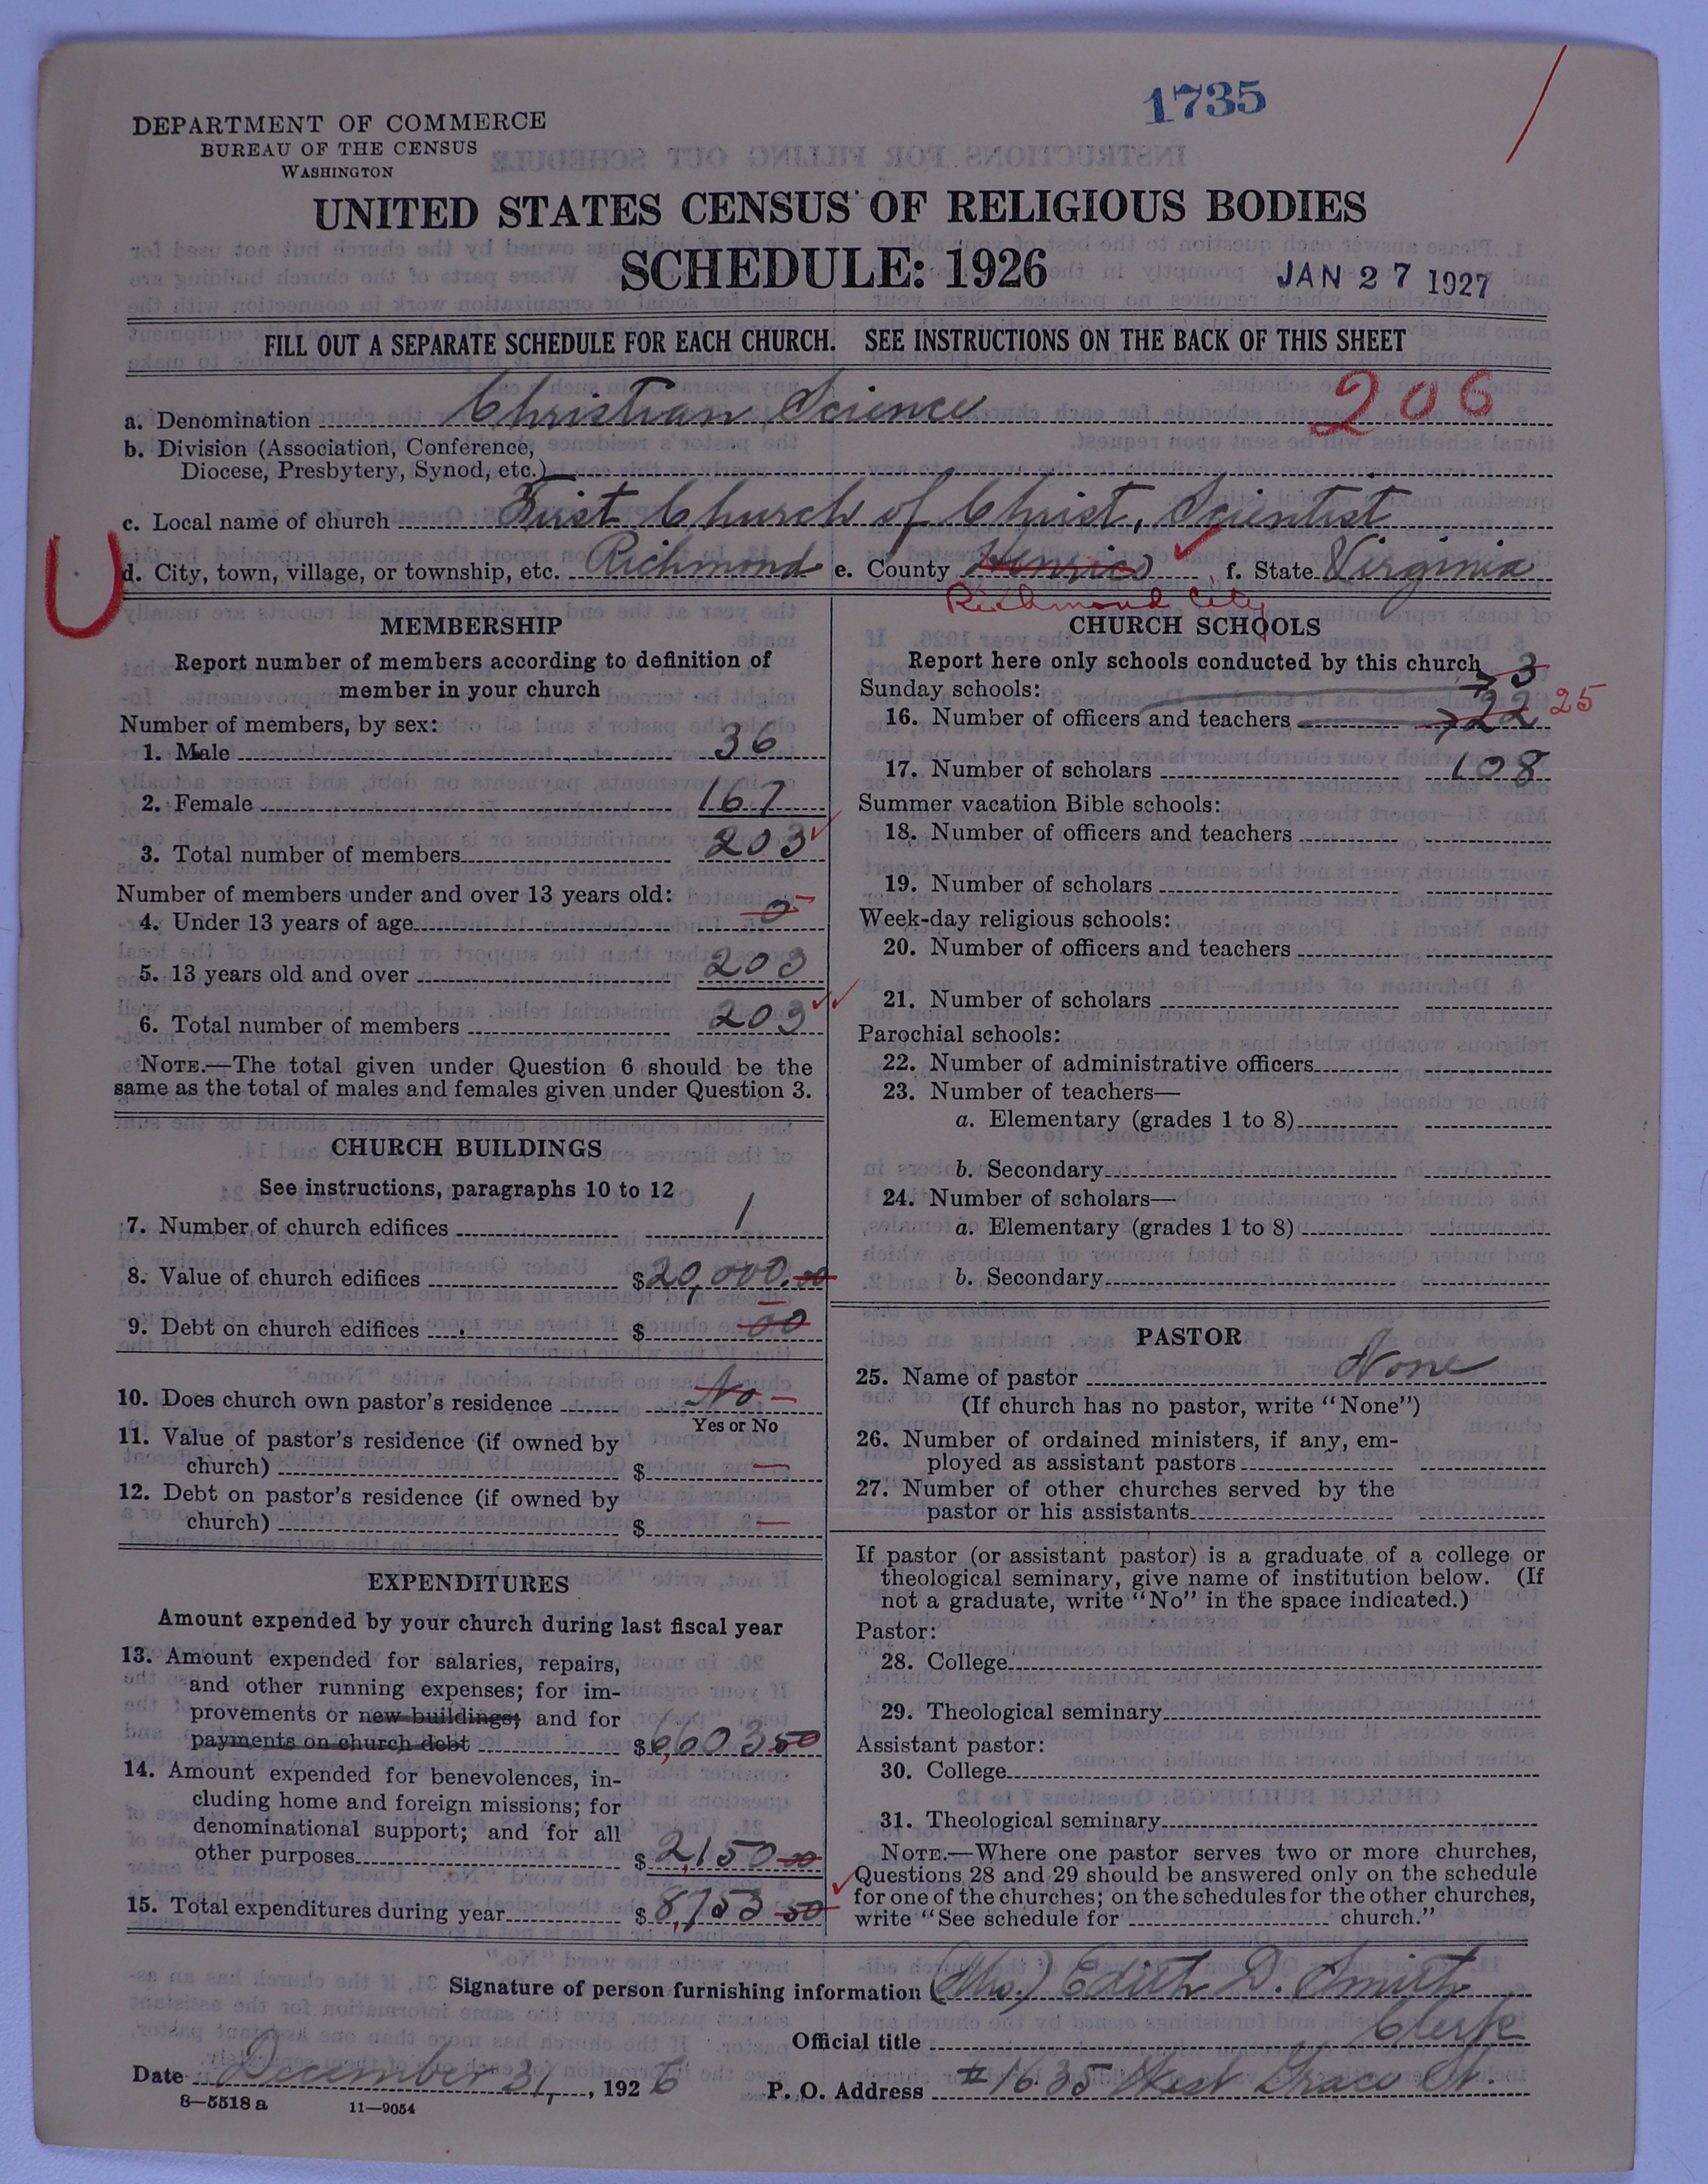 1735
DEPARTMENT OF COMMERCE
BUREAU OF THE CENSUS
WASHINGTON
UNITED STATES CENSUS OF RELIGIOUS BODIES
SCHEDULE: 1926
JAN 27 1927
FILL OUT A SEPARATE SCHEDULE FOR EACH CHURCH. SEE INSTRUCTIONS ON THE BACK OF THIS SHEET
206
a. Denomination Christian Science
b. Division (Association, Conference,
Diocese, Presbytery, Synod, etc.)
c. Local name of church First Church of Christ, Scientist
U
d. City, town, village, or township, etc. Richmond e. County Henrico f. State Virginia
Richmond City
MEMBERSHIP
Report number of members according to definition of
member in your church
Number of members, by sex:
1. Male 36
2. Female 167
3. Total number of members 203
Number of members under and over 13 years old:
4. Under 13 years of age 0
5. 13 years old and over 203
6. Total number of members 203
NOTE.—The total given under Question 6 should be the
same as the total of males and females given under Question 3.
CHURCH BUILDINGS
See instructions, paragraphs 10 to 12
7. Number of church edifices 1
8. Value of church edifices $20,000.00
9. Debt on church edifices $ 00
10. Does church own pastor's residence No
Yes or No
11. Value of pastor's residence (if owned by
church) $ —
12. Debt on pastor's residence (if owned by
church) $ —
EXPENDITURES
Amount expended by your church during last fiscal year
13. Amount expended for salaries, repairs,
and other running expenses; for im-
provements or new buildings; and for
payments on church debt $6,603 50
14. Amount expended for benevolences, in-
cluding home and foreign missions; for
denominational support; and for all
other purposes $2,150 00
15. Total expenditures during year $8,753 50
CHURCH SCHOOLS
Report here only schools conducted by this church
3
Sunday schools:
16. Number of officers and teachers 22 25
17. Number of scholars 108
Summer vacation Bible schools:
18. Number of officers and teachers
19. Number of scholars
Week-day religious schools:
20. Number of officers and teachers
21. Number of scholars
Parochial schools:
22. Number of administrative officers
23. Number of teachers—
a. Elementary (grades 1 to 8)
b. Secondary
24. Number of scholars—
a. Elementary (grades 1 to 8)
b. Secondary
PASTOR
25. Name of pastor None
(If church has no pastor, write "None")
26. Number of ordained ministers, if any, em-
ployed as assistant pastors
27. Number of other churches served by the
pastor or his assistants
If pastor (or assistant pastor) is a graduate of a college or
theological seminary, give name of institution below. (If
not a graduate, write "No" in the space indicated.)
Pastor:
28. College
29. Theological seminary
Assistant pastor:
30. College
31. Theological seminary
NOTE.—Where one pastor serves two or more churches,
Questions 28 and 29 should be answered only on the schedule
for one of the churches; on the schedules for the other churches,
write "See schedule for church."
Signature of person furnishing information (Mrs.) Edith D. Smith
Official title Clerk
Date December 31, 1926 P. O. Address #1635 West Grace St.
8—5518 a 11—9054